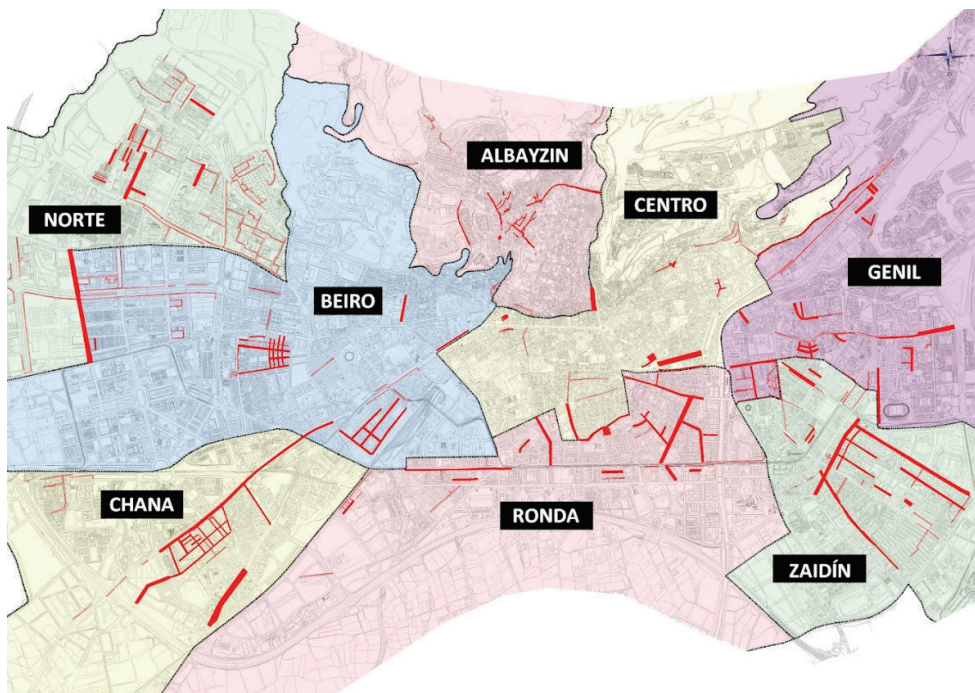 ALBAYZIN
CENTRO
NORTE
GENIL
BEIRO
CHANA
RONDA
ZAIDÍN